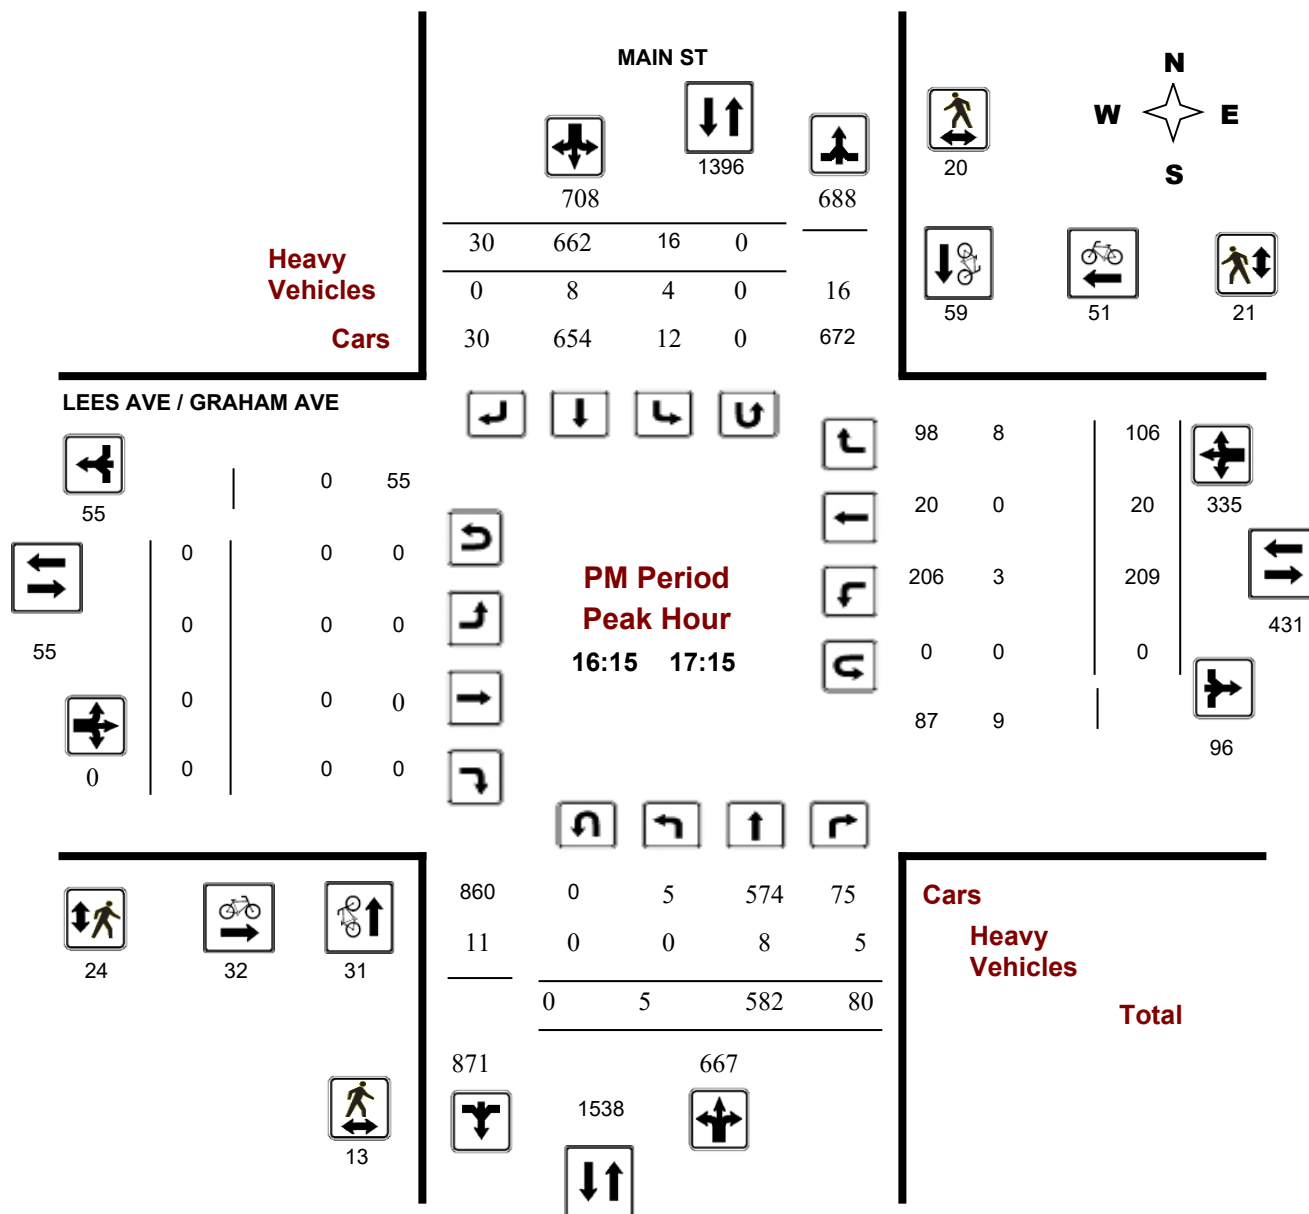 MAIN ST
N
W E
S
1396
20
708 688
30 662 16 0
Heavy
Vehicles
0 8 4 0 16
59 51 21
Cars
30 654 12 0 672
LEES AVE / GRAHAM AVE
98 8 106
0 55
55
20 0 20 335
0 0 0
PM Period
Peak Hour
16:15 17:15
206 3 209
0 0 0
431
55
0 0 0
0 0 0
87 9
96
0
0 0 0
860 0 5 574 75
Cars
11 0 0 8 5
Heavy
Vehicles
24 32 31
0 5 582 80
Total
871 667
1538
13